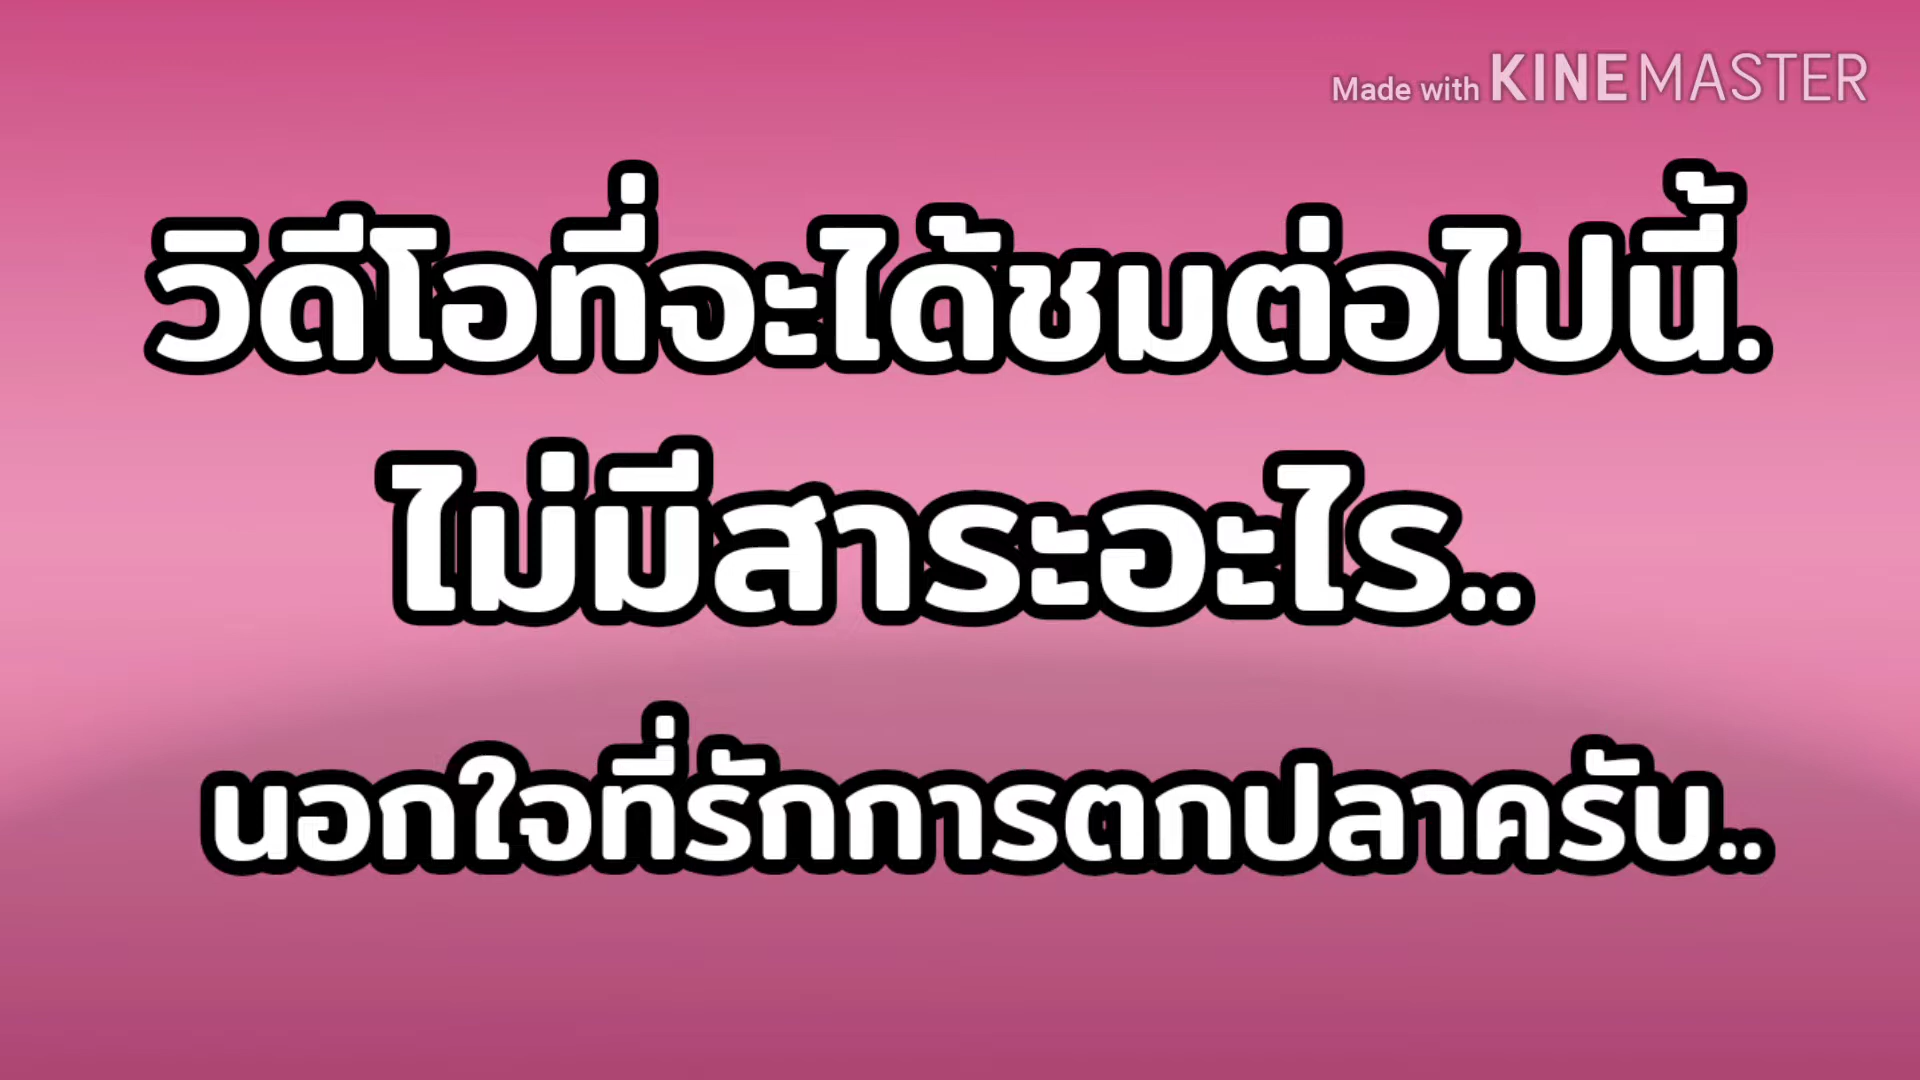 Made with KINEMASTER
วิดีโอที่จะได้ชมต่อไปนี้.
ไม่มีสาระอะไร..
นอกใจที่รักการตกปลาครับ..